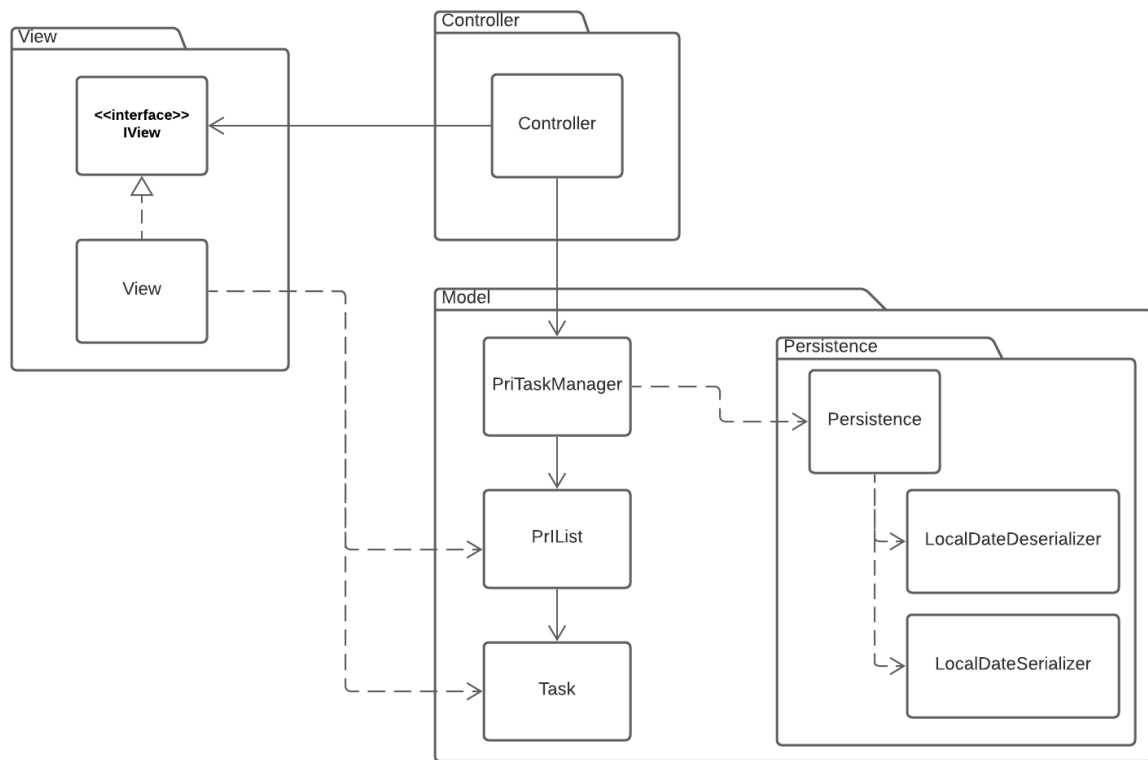 View
<<interface>>
IView
View
Controller
Controller
Model
PriTaskManager
PrIList
Task
Persistence
Persistence
LocalDateDeserializer
LocalDateSerializer